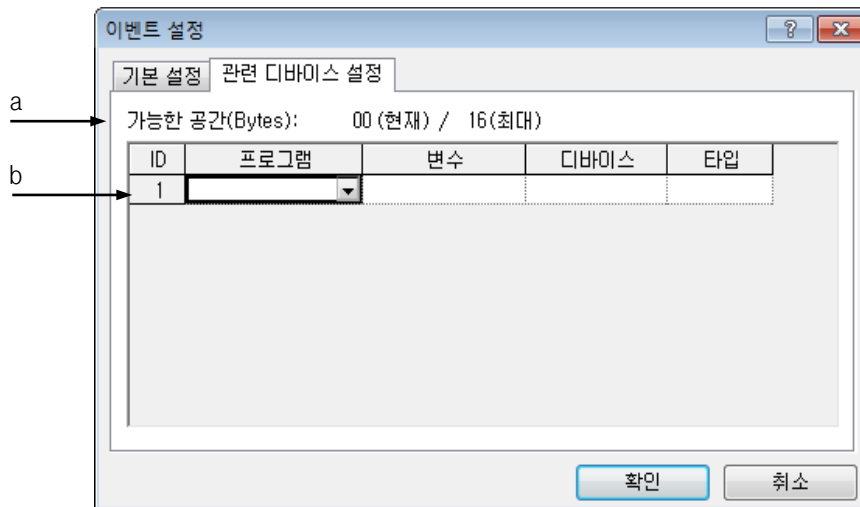 이벤트 설정
기본 설정 관련 디바이스 설정
a
가능한 공간(Bytes): 00 (현재) / 16(최대)
ID 프로그램 변수 디바이스 타입
b
1
확인 취소